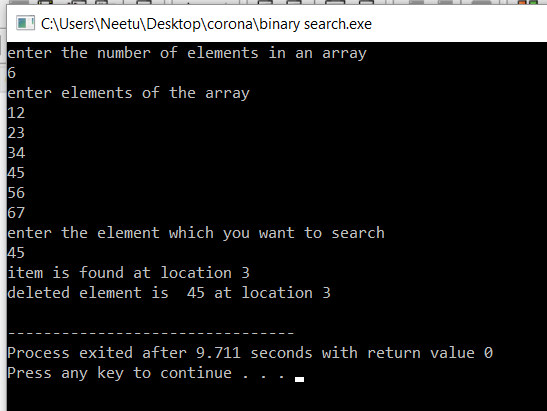 C:\Users\Neetu\Desktop\corona\binary search.exe
enter the number of elements in an array
6
enter elements of the array
12
23
34
45
56
67
enter the element which you want to search
45
item is found at location 3
deleted element is  45 at location 3
--------------------------------
Process exited after 9.711 seconds with return value 0
Press any key to continue . . .